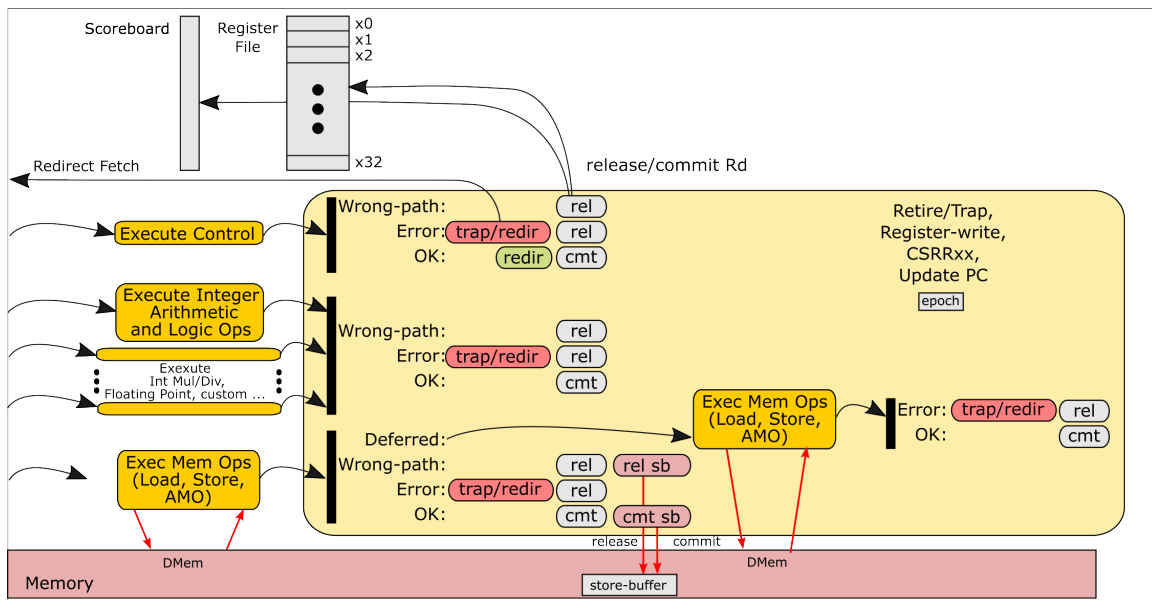 Scoreboard
Register
File
x0
x1
x2
x32
Redirect Fetch
release/commit Rd
Execute Control
Wrong-path: rel
Error: trap/redir rel
OK: redir cmt
Retire/Trap,
Register-write,
CSRRxx,
Update PC
epoch
Execute Integer
Arithmetic
and Logic Ops
Exexute
Int Mul/Div,
Floating Point, custom ...
Wrong-path: rel
Error: trap/redir rel
OK: cmt
Exec Mem Ops
(Load, Store,
AMO)
Error: trap/redir rel
OK: cmt
Exec Mem Ops
(Load, Store,
AMO)
Deferred:
Wrong-path: rel rel sb
Error: trap/redir rel
OK: cmt cmt sb
release commit
DMem
DMem
Memory
store-buffer